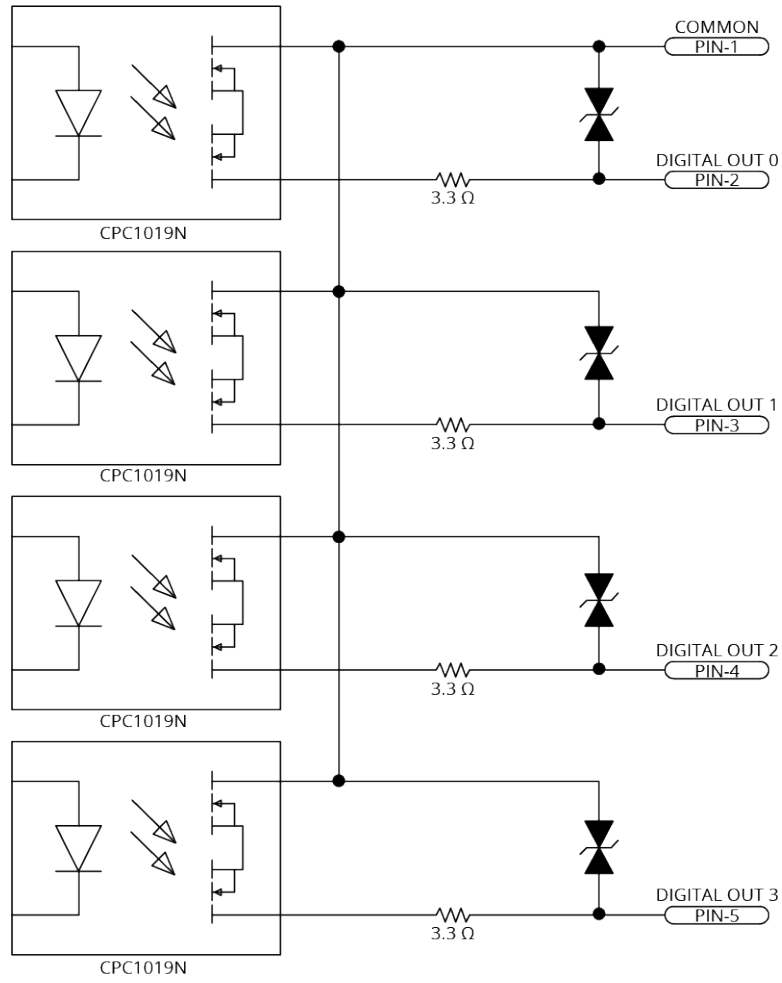 COMMON
PIN-1
DIGITAL OUT 0
PIN-2
3.3 Ω
CPC1019N
DIGITAL OUT 1
PIN-3
3.3 Ω
CPC1019N
DIGITAL OUT 2
PIN-4
3.3 Ω
CPC1019N
DIGITAL OUT 3
PIN-5
3.3 Ω
CPC1019N